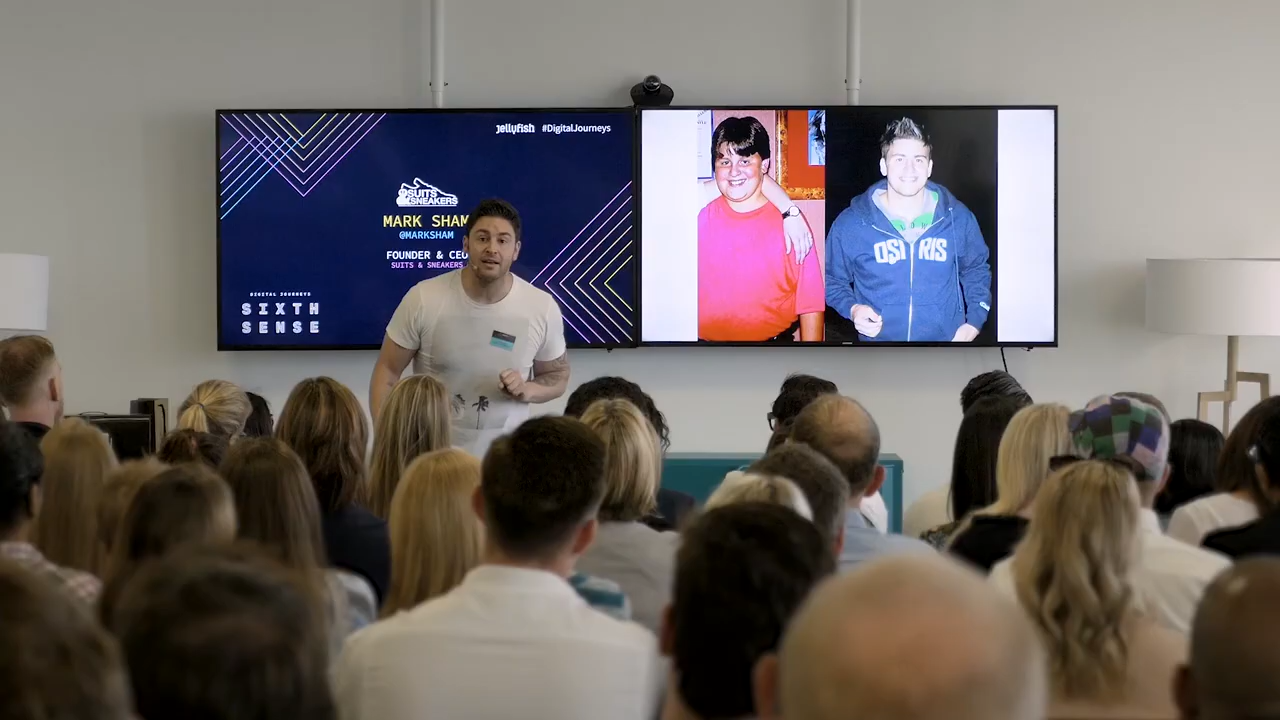 jellyfish #DigitalJourneys
SUITS
SNEAKERS
MARK SHAM
@MARKSHAM
FOUNDER & CEO
SUITS & SNEAKERS
DIGITAL JOURNEYS
SIXTH
SENSE
OSIRIS